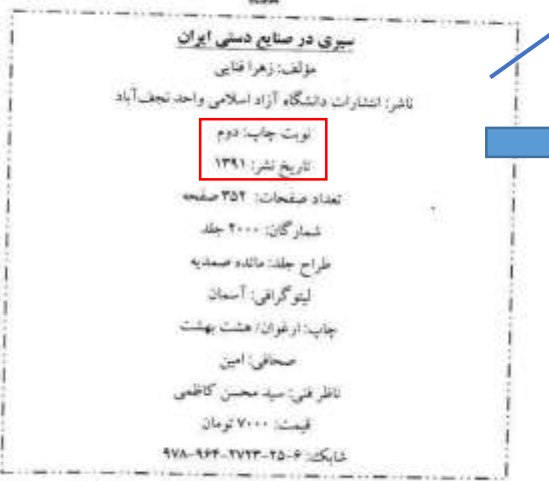 سیری در صنایع دستی ایران
مؤلف: زهرا فنایی
ناشر: انتشارات دانشگاه آزاد اسلامی واحد نجف‌آباد
نوبت چاپ: دوم
تاریخ نشر: ۱۳۹۱
تعداد صفحات: ۳۵۲ صفحه
شمارگان: ۲۰۰۰ جلد
طراح جلد: مائده صمدیه
لیتوگرافی: آسمان
چاپ: ارغوان/ هشت بهشت
صحافی: امین
ناظر فنی: سید محسن کاظمی
قیمت: ۷۰۰۰ تومان
شابک: ۶-۲۵-۲۷۲۳-۹۶۴-۹۷۸